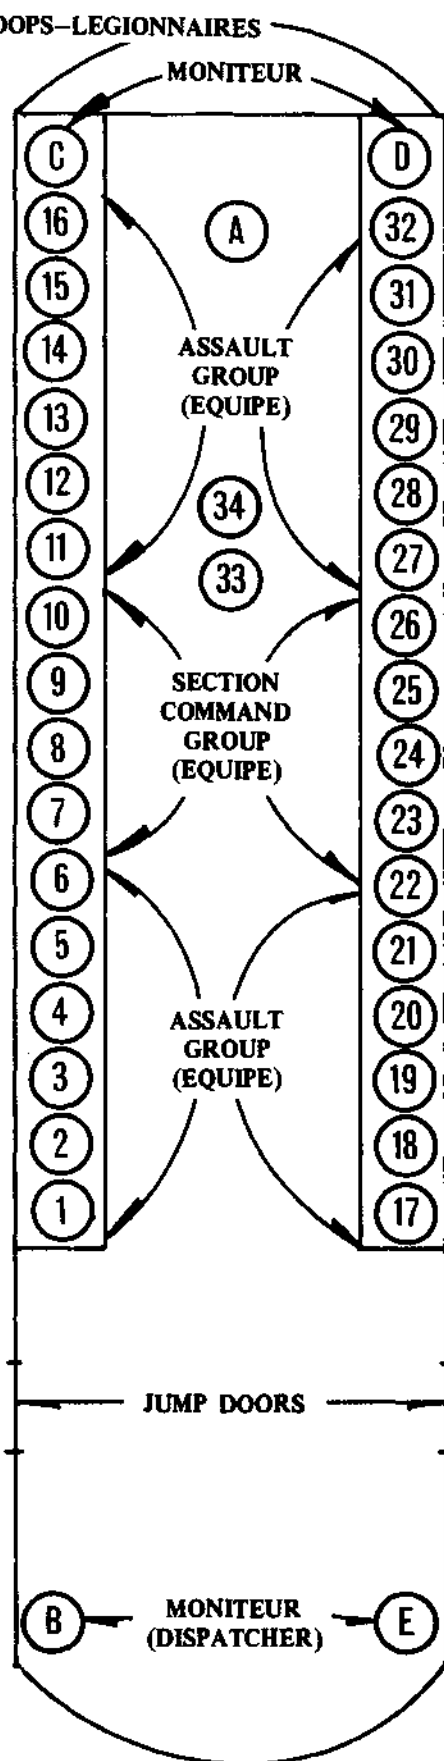 OOPS–LEGIONNAIRES
MONITEUR
C
D
16
A
32
15
31
14
ASSAULT
GROUP
(EQUIPE)
30
13
29
12
34
28
11
33
27
10
26
9
SECTION
COMMAND
GROUP
(EQUIPE)
25
8
24
7
23
6
22
5
21
4
ASSAULT
GROUP
(EQUIPE)
20
3
19
2
18
1
17
JUMP DOORS
B
MONITEUR
(DISPATCHER)
E